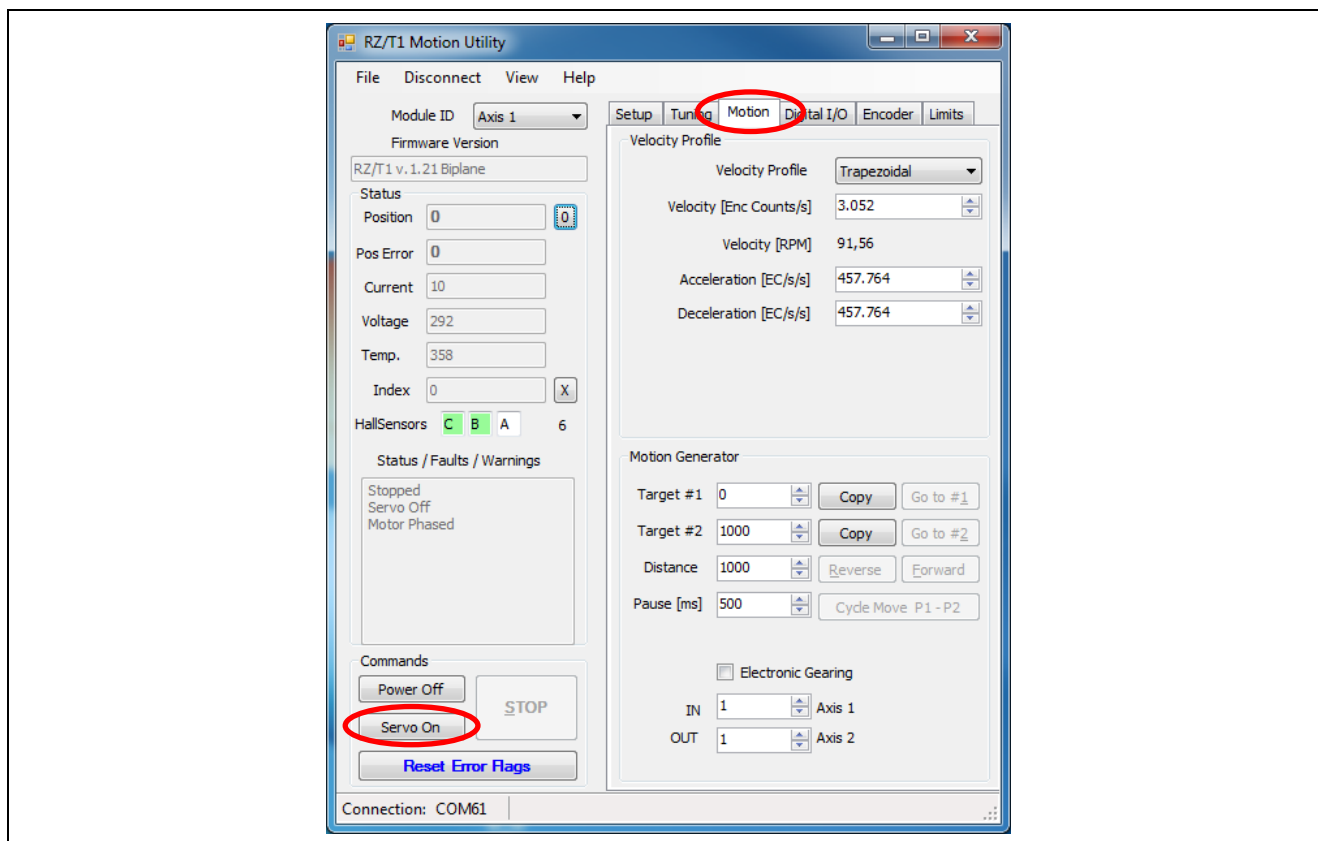 RZ/T1 Motion Utility
File Disconnect View Help
Module ID Axis 1
Firmware Version
RZ/T1 v.1.21 Biplane
Status
Position 0 0
Pos Error 0
Current 10
Voltage 292
Temp. 358
Index 0 X
HallSensors C B A 6
Status / Faults / Warnings
Stopped
Servo Off
Motor Phased
Commands
Power Off
STOP
Servo On
Reset Error Flags
Setup Tuning Motion Digital I/O Encoder Limits
Velocity Profile
Velocity Profile Trapezoidal
Velocity [Enc Counts/s] 3.052
Velocity [RPM] 91,56
Acceleration [EC/s/s] 457.764
Deceleration [EC/s/s] 457.764
Motion Generator
Target #1 0 Copy Go to #1
Target #2 1000 Copy Go to #2
Distance 1000 Reverse Forward
Pause [ms] 500 Cycle Move P1 - P2
Electronic Gearing
IN 1 Axis 1
OUT 1 Axis 2
Connection: COM61